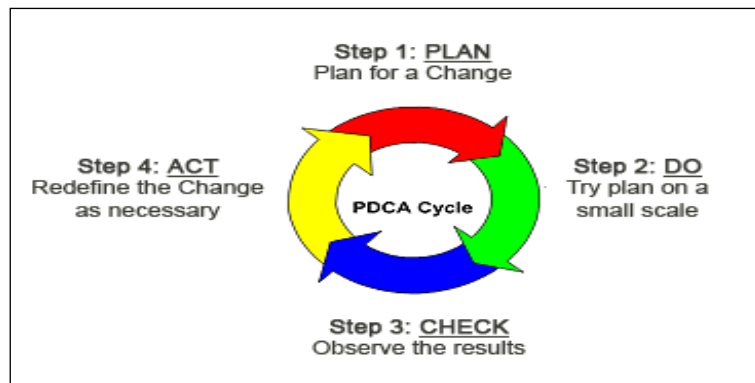 Step 1: PLAN
Plan for a Change
Step 2: DO
Try plan on a
small scale
Step 3: CHECK
Observe the results
Step 4: ACT
Redefine the Change
as necessary
PDCA Cycle